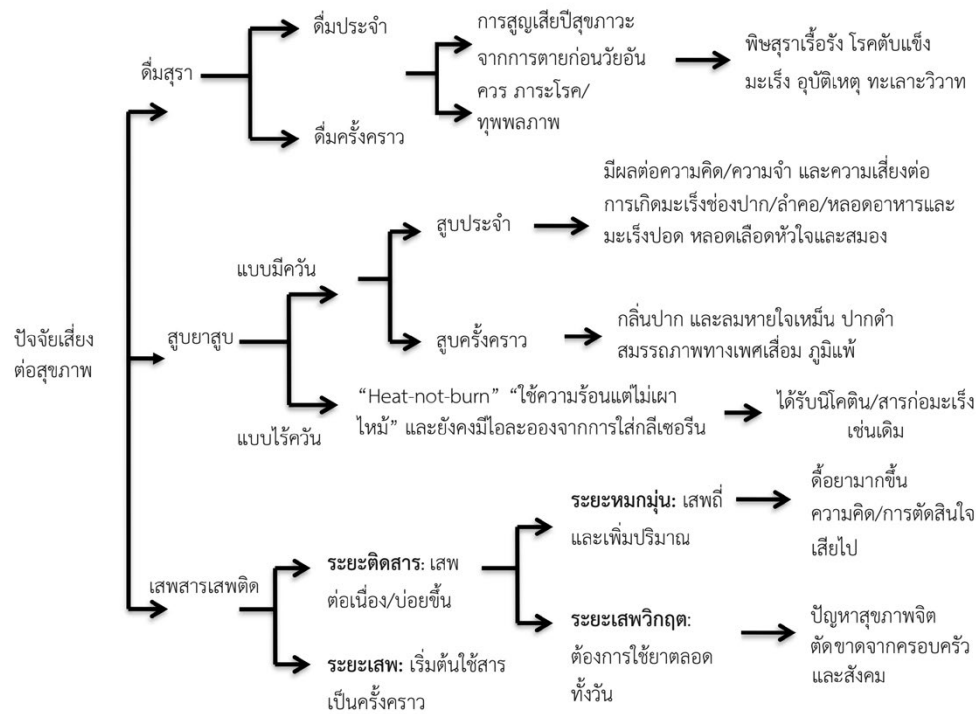 ปัจจัยเสี่ยง
ต่อสุขภาพ
ดื่มสุรา
ดื่มประจำ
ดื่มครั้งคราว
การสูญเสียปีสุขภาวะ
จากการตายก่อนวัยอัน
ควร ภาระโรค/
ทุพพลภาพ
พิษสุราเรื้อรัง โรคตับแข็ง
มะเร็ง อุบัติเหตุ ทะเลาะวิวาท
สูบยาสูบ
แบบมีควัน
สูบประจำ
มีผลต่อความคิด/ความจำ และความเสี่ยงต่อ
การเกิดมะเร็งช่องปาก/ลำคอ/หลอดอาหารและ
มะเร็งปอด หลอดเลือดหัวใจและสมอง
สูบครั้งคราว
กลิ่นปาก และลมหายใจเหม็น ปากดำ
สมรรถภาพทางเพศเสื่อม ภูมิแพ้
แบบไร้ควัน
“Heat-not-burn” “ใช้ความร้อนแต่ไม่เผา
ไหม้” และยังคงมีไอละอองจากการใส่กลีเซอรีน
ได้รับนิโคติน/สารก่อมะเร็ง
เช่นเดิม
เสพสารเสพติด
ระยะติดสาร: เสพ
ต่อเนื่อง/บ่อยขึ้น
ระยะหมกมุ่น: เสพถี่
และเพิ่มปริมาณ
ดื้อยามากขึ้น
ความคิด/การตัดสินใจ
เสียไป
ระยะเสพวิกฤต:
ต้องการใช้ยาตลอด
ทั้งวัน
ปัญหาสุขภาพจิต
ตัดขาดจากครอบครัว
และสังคม
ระยะเสพ: เริ่มต้นใช้สาร
เป็นครั้งคราว